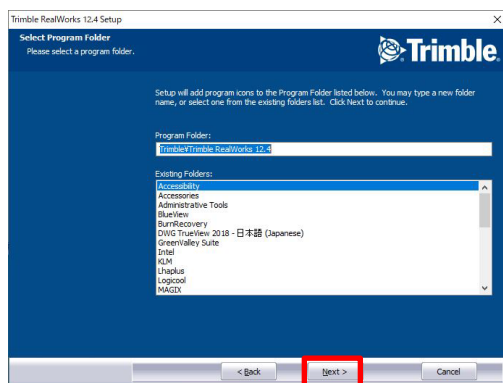 Trimble RealWorks 12.4 Setup
Select Program Folder
Please select a program folder.
Trimble.
Setup will add program icons to the Program Folder listed below. You may type a new folder
name, or select one from the existing folders list. Click Next to continue.
Program Folder:
Trimble¥Trimble RealWorks 12.4
Existing Folders:
Accessibility
Accessories
Administrative Tools
BlueView
BurnRecovery
DWG TrueView 2018 - 日本語 (Japanese)
GreenValley Suite
Intel
KLM
Lhaplus
Logicool
MAGIX
< Back
Next >
Cancel